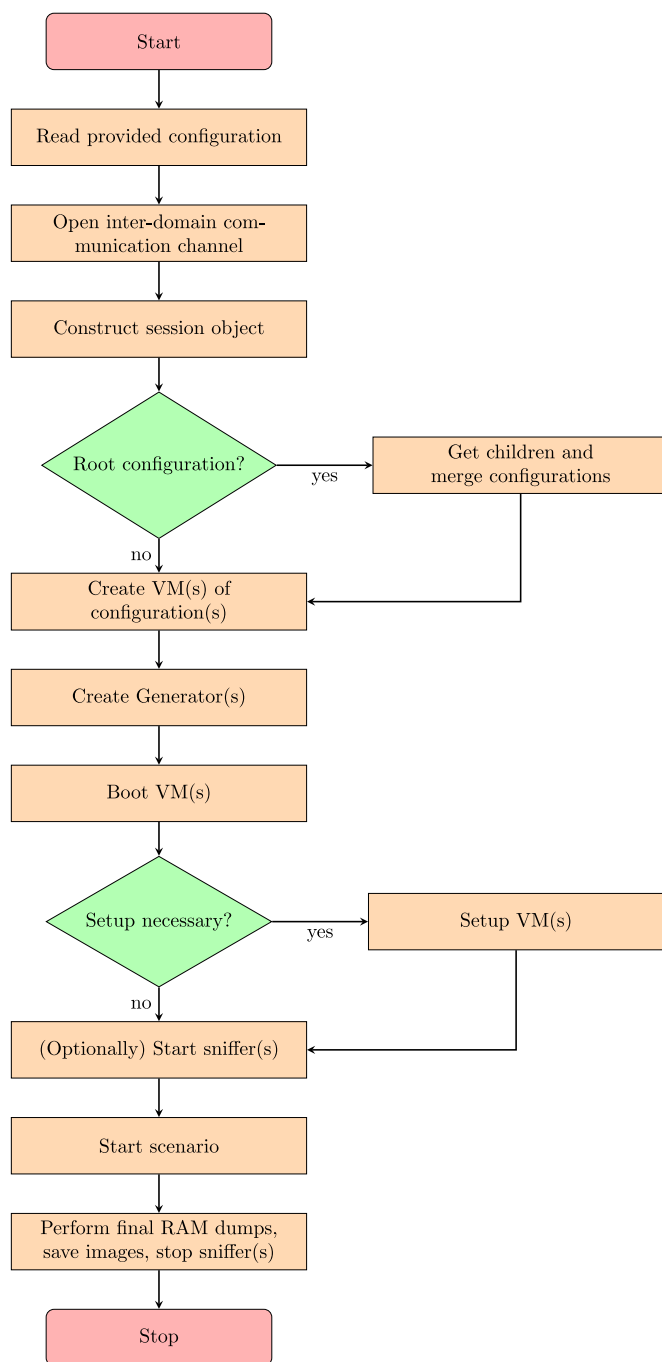 Start
Read provided configuration
Open inter-domain com-
munication channel
Construct session object
Root configuration?
yes
Get children and
merge configurations
no
Create VM(s) of
configuration(s)
Create Generator(s)
Boot VM(s)
Setup necessary?
yes
Setup VM(s)
no
(Optionally) Start sniffer(s)
Start scenario
Perform final RAM dumps,
save images, stop sniffer(s)
Stop